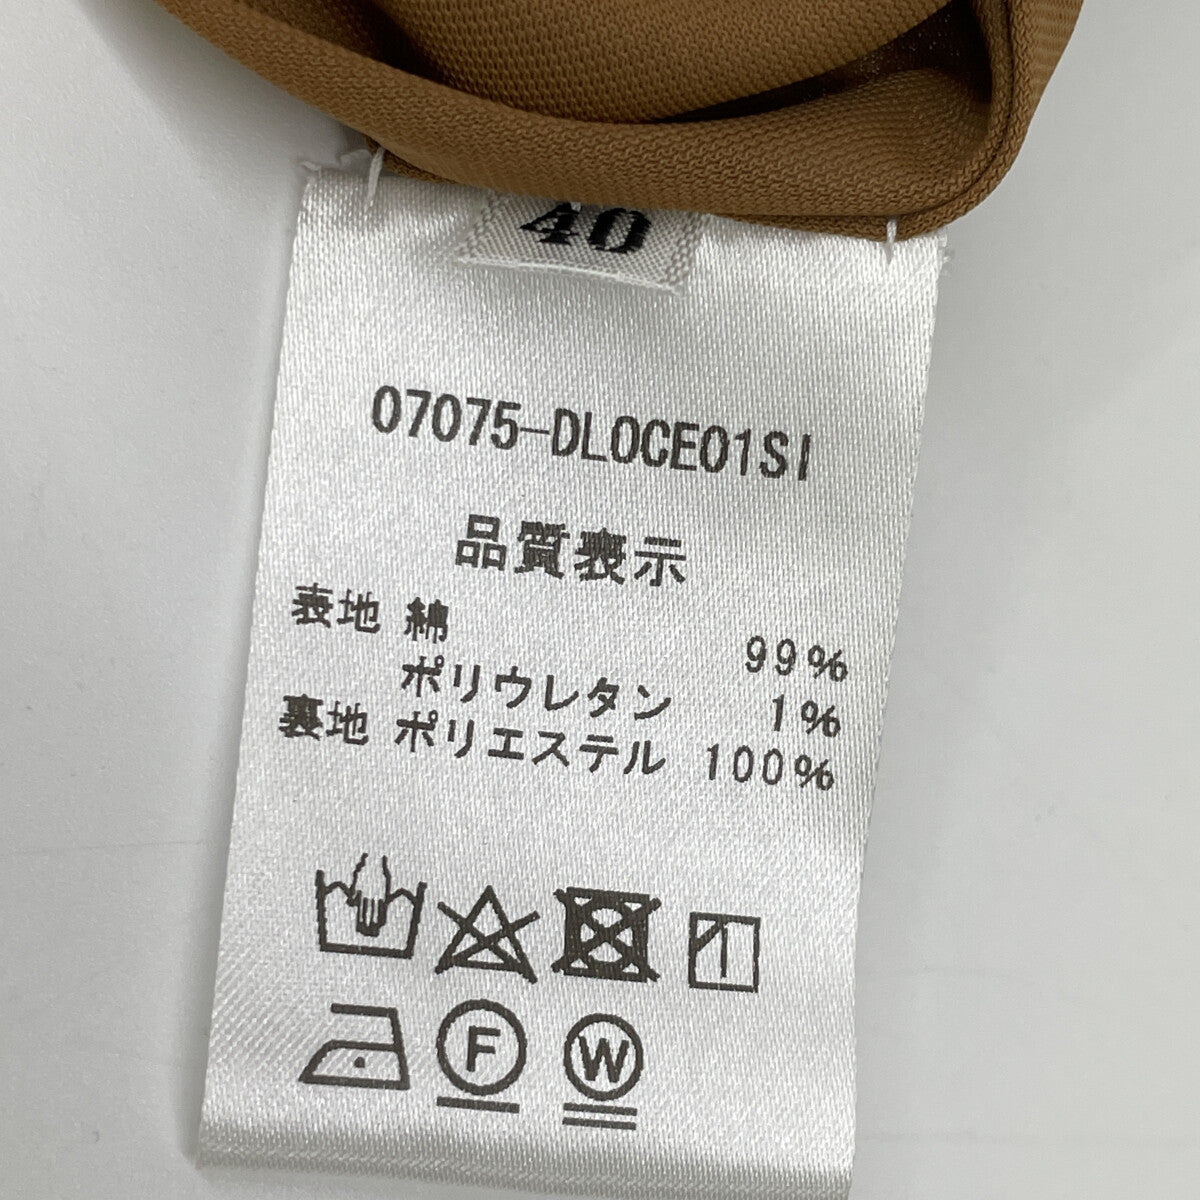 40
07075-DLOCE01SI
品質表示
表地 綿 99%
ポリウレタン 1%
裏地 ポリエステル 100%
F W